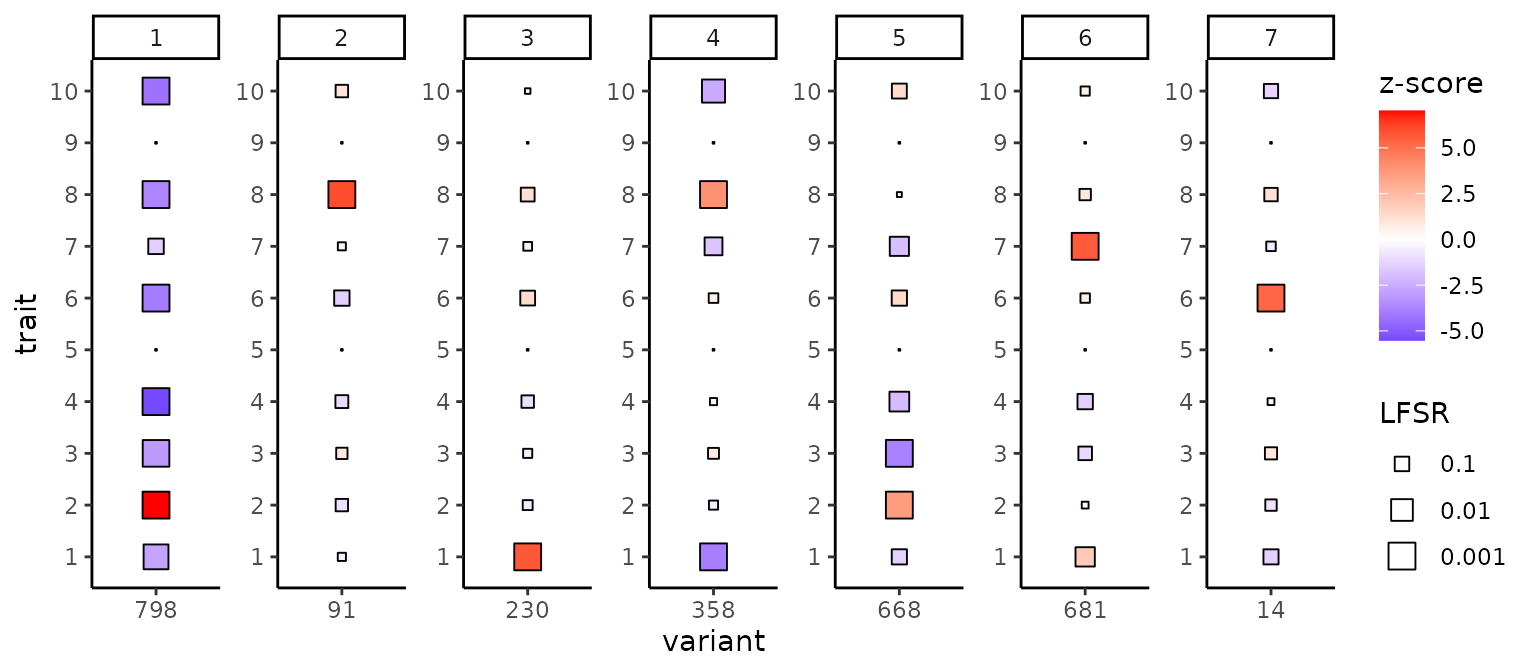 1 2 3 4 5 6 7
trait
10 10 10 10 10 10 10
9 9 9 9 9 9 9
8 8 8 8 8 8 8
7 7 7 7 7 7 7
6 6 6 6 6 6 6
5 5 5 5 5 5 5
4 4 4 4 4 4 4
3 3 3 3 3 3 3
2 2 2 2 2 2 2
1 1 1 1 1 1 1
798 91 230 358 668 681 14
variant
z-score
5.0
2.5
0.0
-2.5
-5.0
LFSR
0.1
0.01
0.001